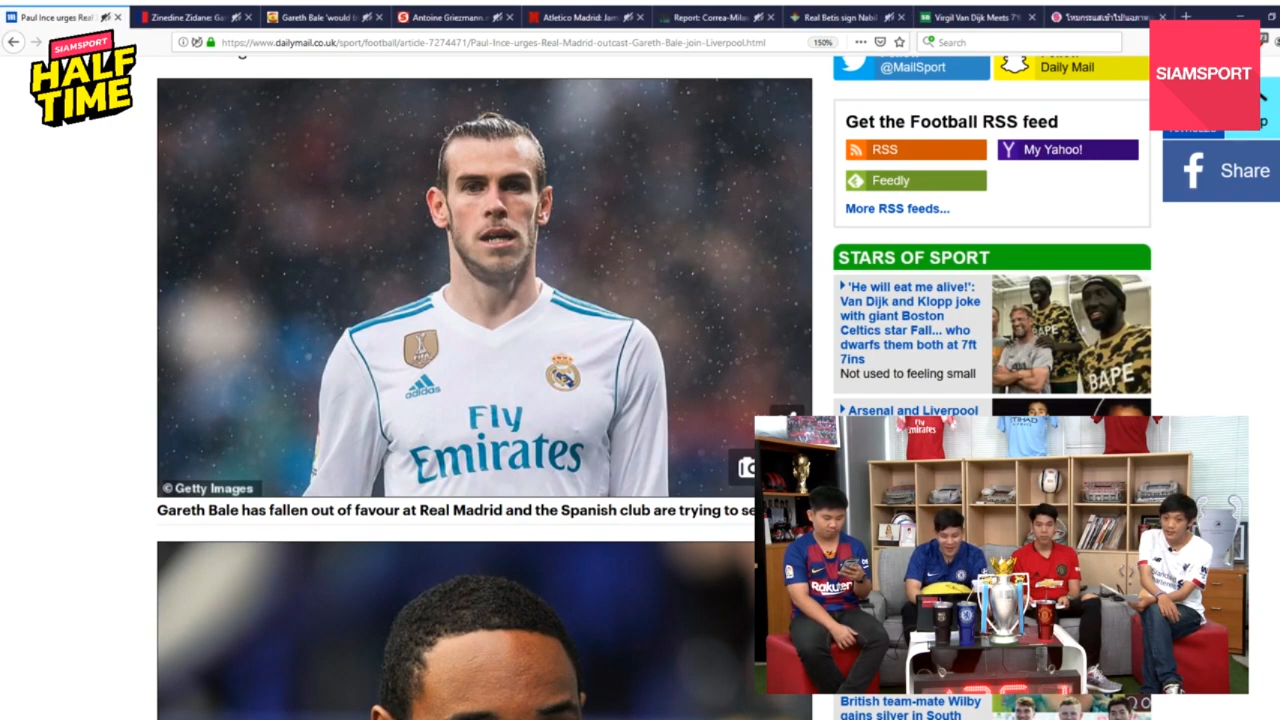 Paul Ince urges Real
Zinedine Zidane: Ga
Gareth Bale 'would
Antoine Griezmann
Atletico Madrid: Jam
Report: Correa-Mila
Real Betis sign Nabil
Virgil Van Dijk Meets 7'
https://www.dailymail.co.uk/sport/football/article-7274471/Paul-Ince-urges-Real-Madrid-outcast-Gareth-Bale-join-Liverpool.html
150%
Search
SIAMSPORT
HALF
TIME
SIAMSPORT
@MailSport
Daily Mail
Get the Football RSS feed
RSS
My Yahoo!
Feedly
More RSS feeds...
Share
STARS OF SPORT
'He will eat me alive!':
Van Dijk and Klopp joke
with giant Boston
Celtics star Fall... who
dwarfs them both at 7ft
7ins
Not used to feeling small
BAPE
BAPE
Arsenal and Liverpool
adidas
Fly
Emirates
© Getty Images
Gareth Bale has fallen out of favour at Real Madrid and the Spanish club are trying to se
Fly
Emirates
ETIHAD
Rakuten
CHEVROLET
Standard
Chartered
British team-mate Wilby
gains silver in South